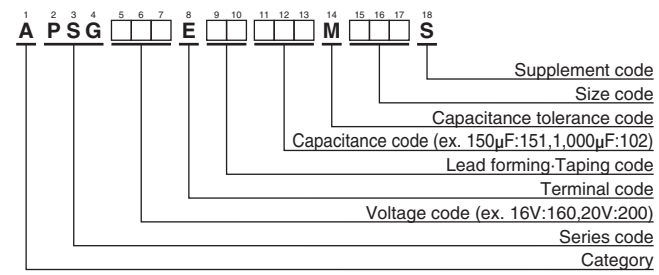 1 2 3 4 5 6 7 8 9 10 11 12 13 14 15 16 17 18
A PSG E M S
Supplement code
Size code
Capacitance tolerance code
Capacitance code (ex. 150μF:151,1,000μF:102)
Lead forming·Taping code
Terminal code
Voltage code (ex. 16V:160,20V:200)
Series code
Category